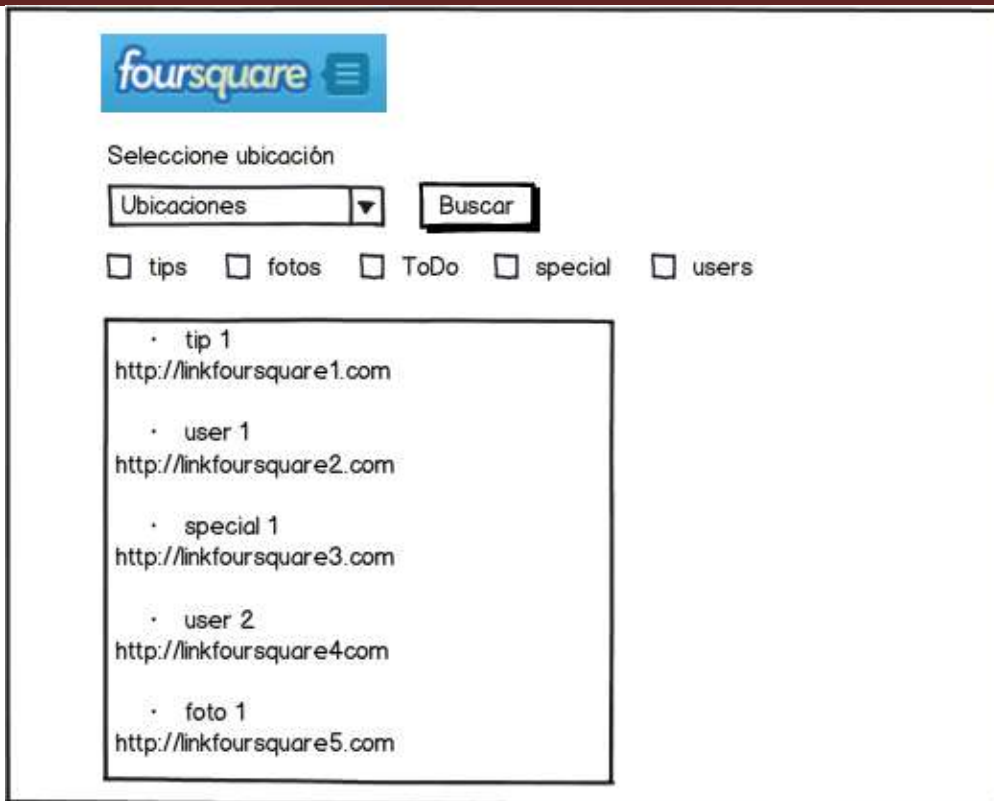 foursquare
Seleccione ubicación
Ubicaciones Buscar
tips fotos ToDo special users
· tip 1
http://linkfoursquare1.com
· user 1
http://linkfoursquare2.com
· special 1
http://linkfoursquare3.com
· user 2
http://linkfoursquare4com
· foto 1
http://linkfoursquare5.com